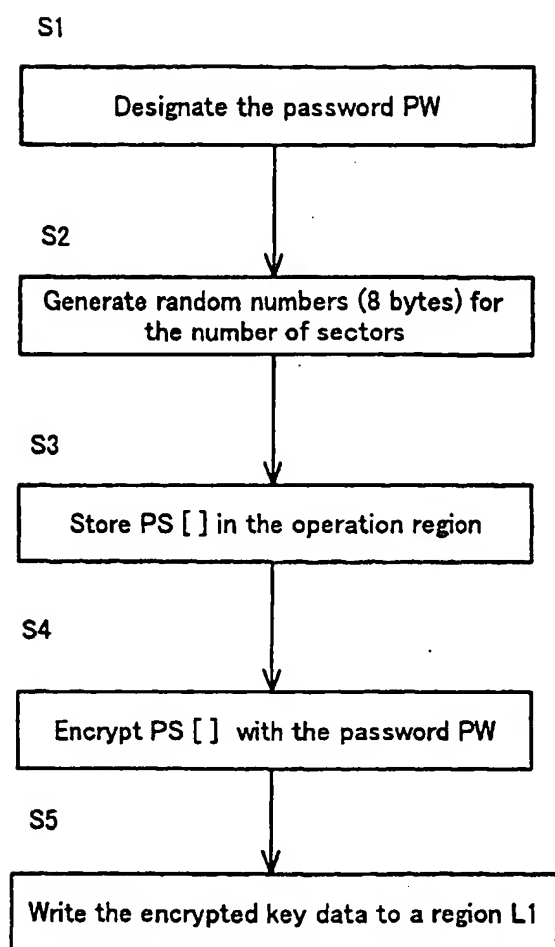 S1
Designate the password PW
S2
Generate random numbers (8 bytes) for
the number of sectors
S3
Store PS [ ] in the operation region
S4
Encrypt PS [ ] with the password PW
S5
Write the encrypted key data to a region L1